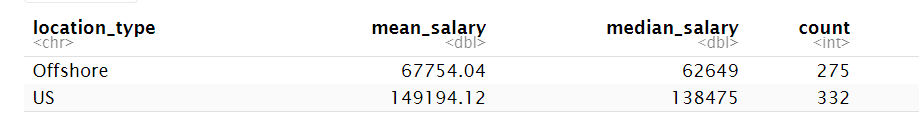 location_type mean_salary median_salary count
<chr> <dbl> <dbl> <int>
Offshore 67754.04 62649 275
US 149194.12 138475 332